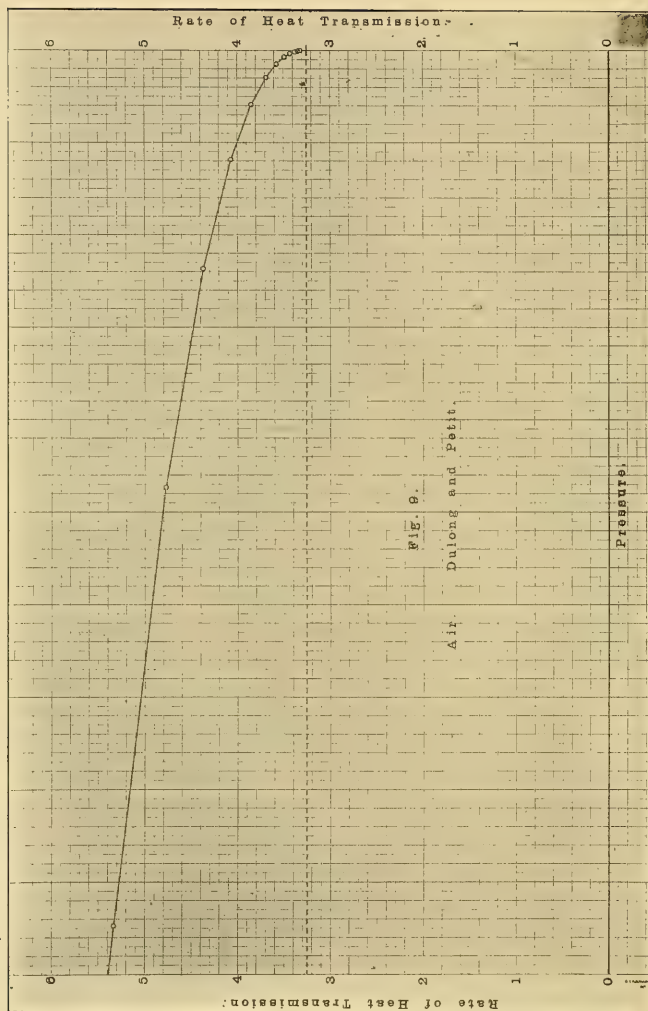 Rate of Heat Transmission.
6 5 4 3 2 1 0
Fig. 9.
Air. Dulong and Petit.
Pressure.
6 5 4 3 2 1 0
Rate of Heat Transmission.